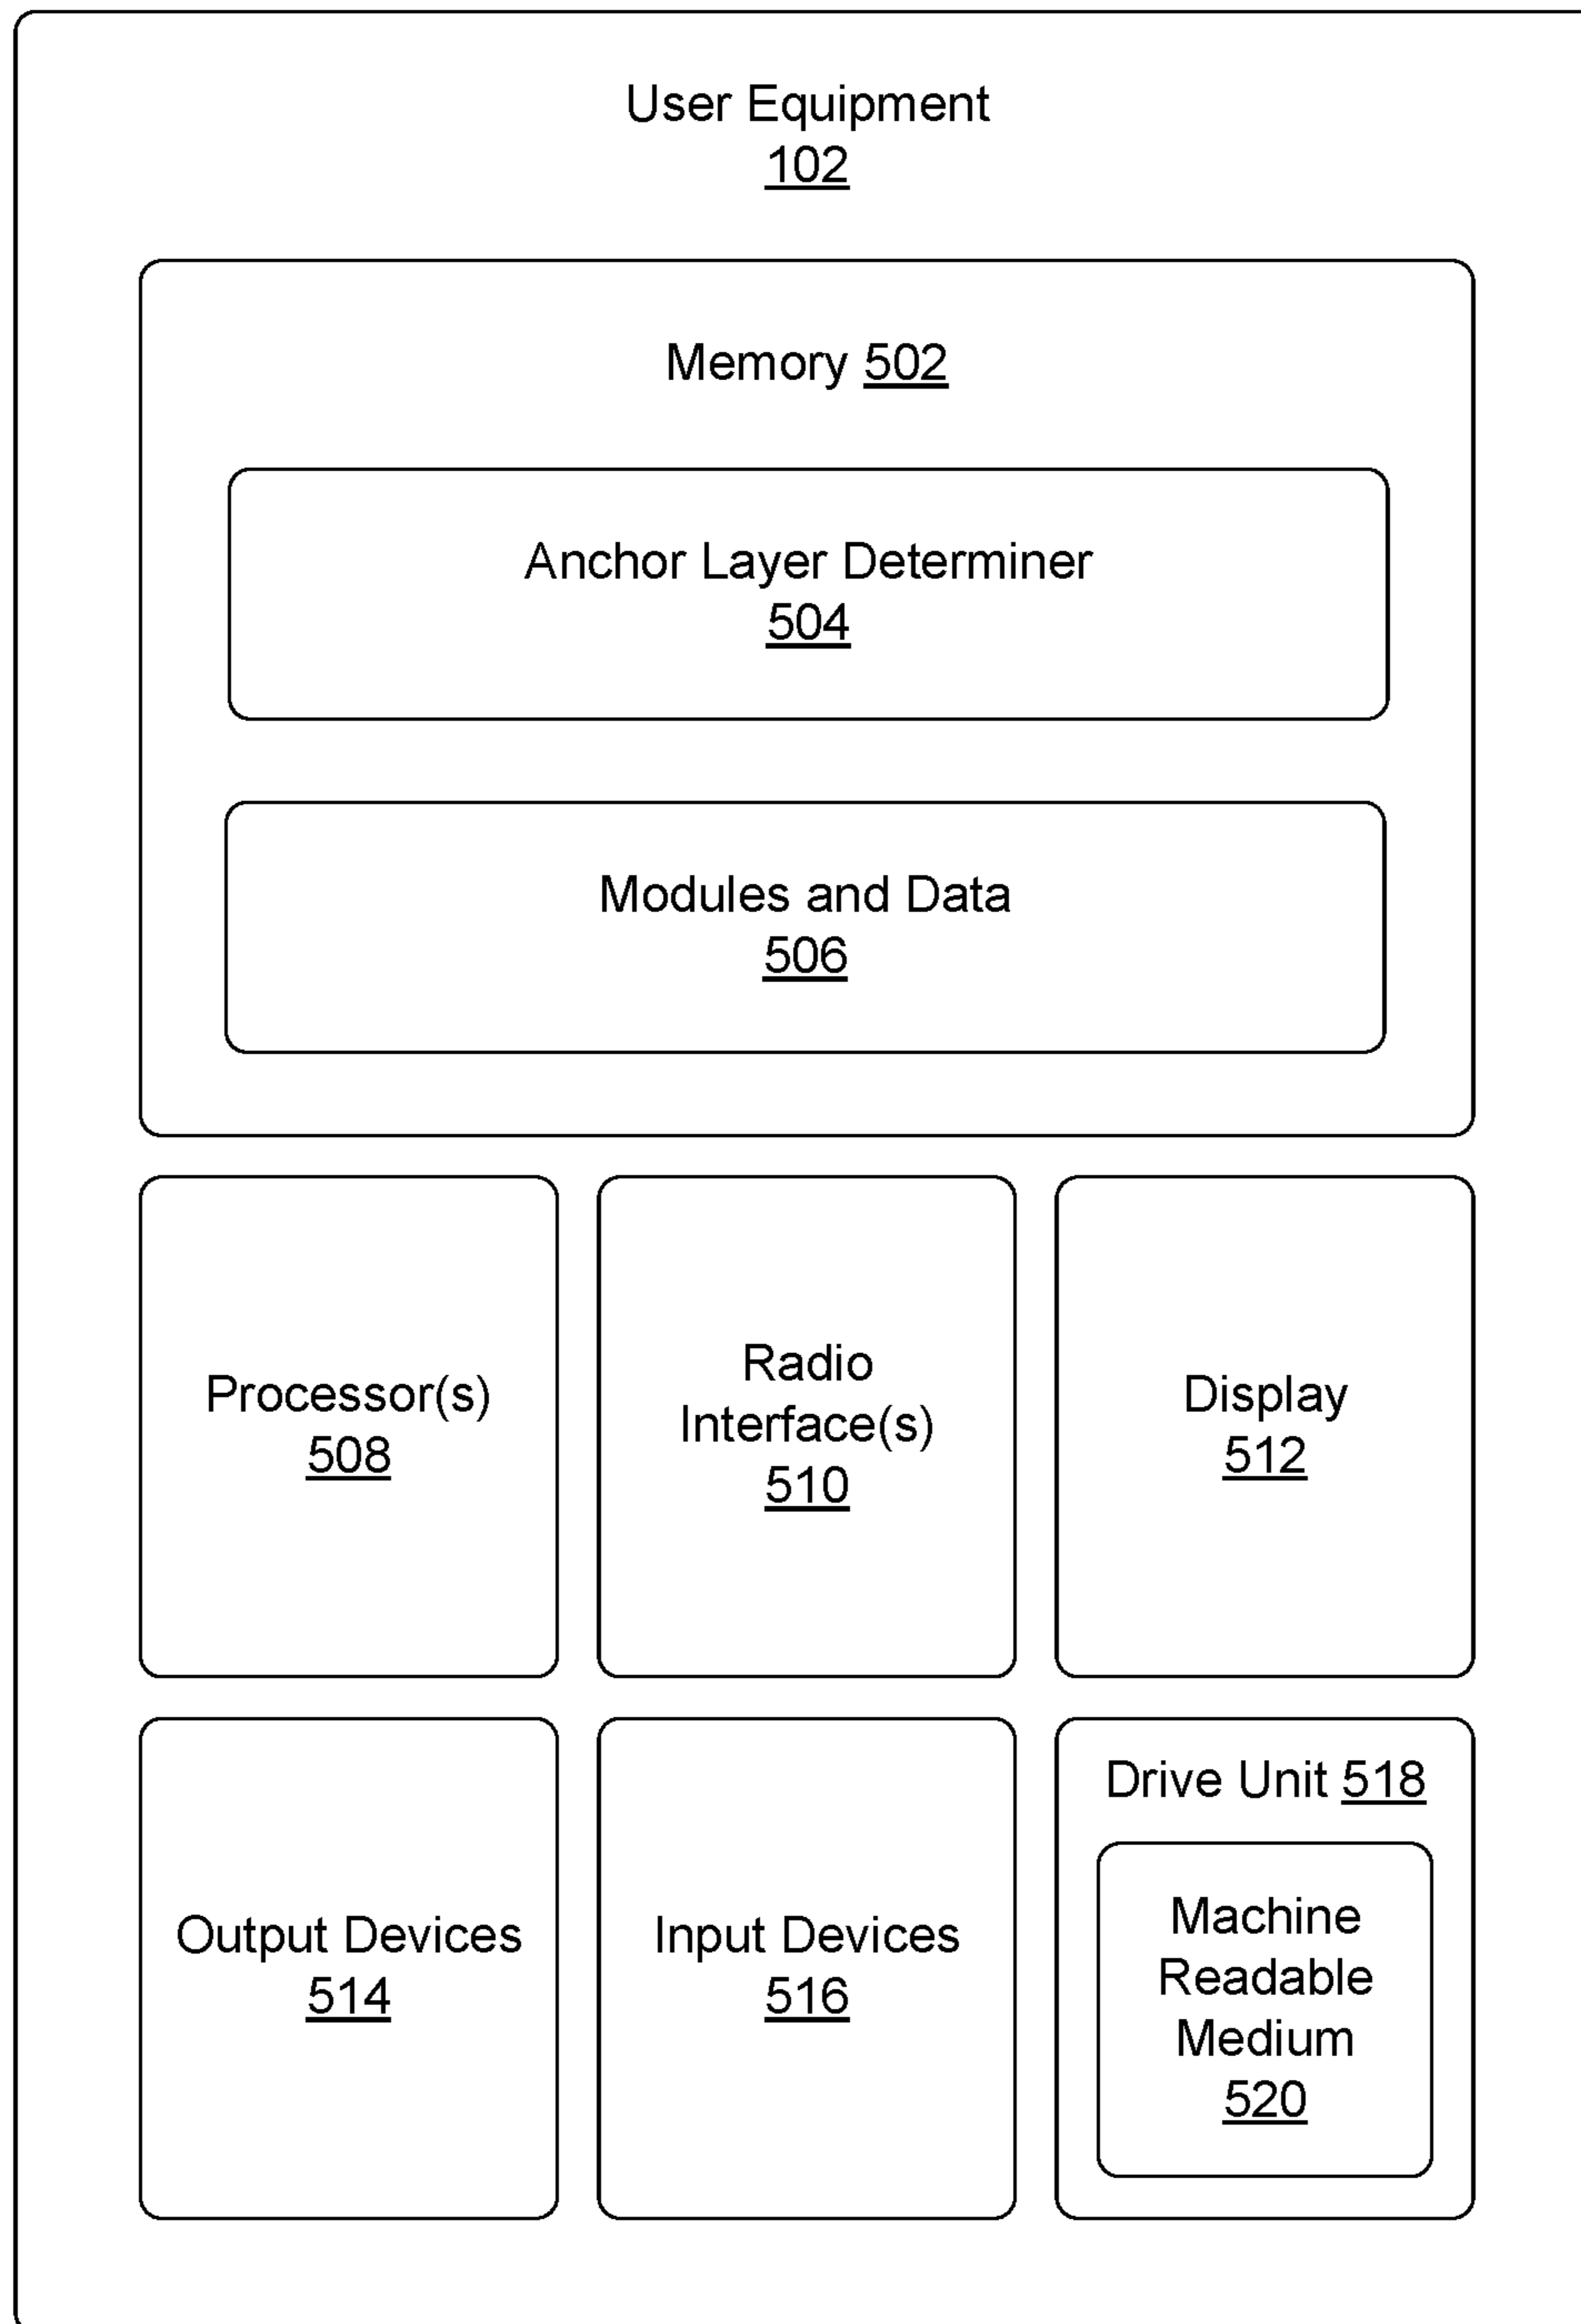 User Equipment
102
Memory 502
Anchor Layer Determiner
504
Modules and Data
506
Processor(s)
508
Radio
Interface(s)
510
Display
512
Output Devices
514
Input Devices
516
Drive Unit 518
Machine
Readable
Medium
520